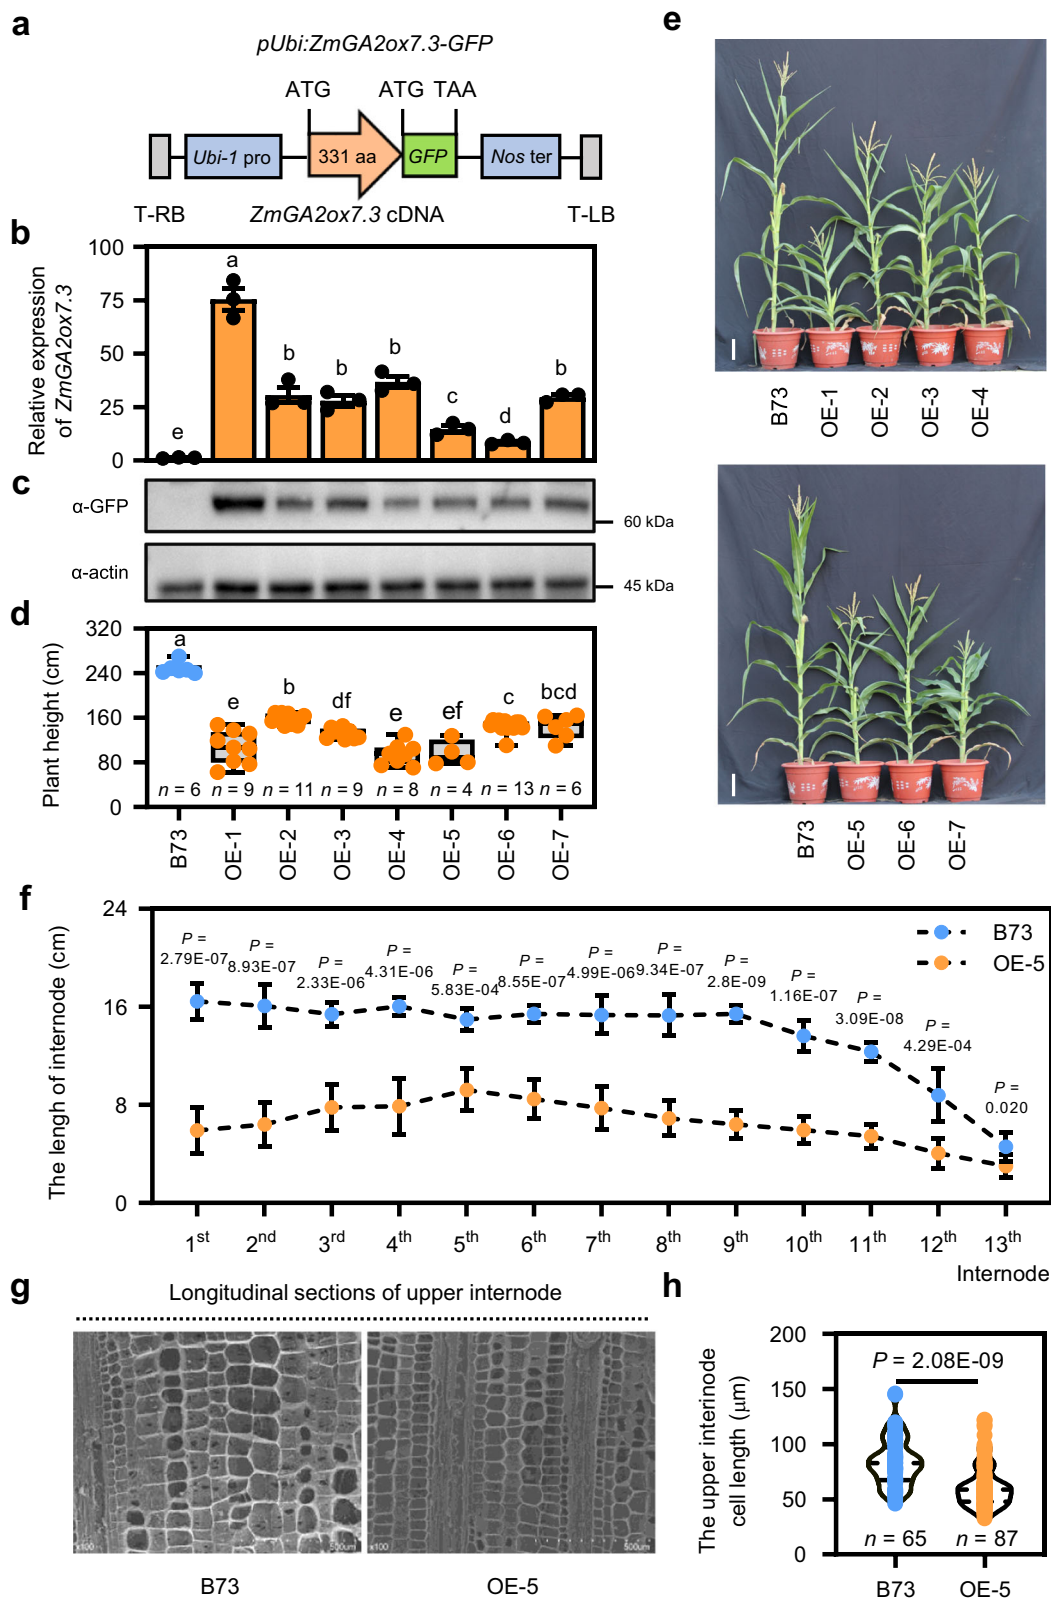 a
pUbi:ZmGA2ox7.3-GFP
ATG ATG TAA
Ubi-1 pro 331 aa GFP Nos ter
T-RB ZmGA2ox7.3 cDNA T-LB
b
Relative expression
of ZmGA2ox7.3
100
75
50
25
0
e a b b b c d b
c
α-GFP
60 kDa
α-actin
45 kDa
d
Plant height (cm)
320
240
160
80
0
a e b df e ef c bcd
n = 6 n = 9 n = 11 n = 9 n = 8 n = 4 n = 13 n = 6
B73 OE-1 OE-2 OE-3 OE-4 OE-5 OE-6 OE-7
e
B73 OE-1 OE-2 OE-3 OE-4
B73 OE-5 OE-6 OE-7
f
The lengh of internode (cm)
24
16
8
0
B73
OE-5
P =
2.79E-07
P =
8.93E-07
P =
2.33E-06
P =
4.31E-06
P =
5.83E-04
P =
8.55E-07
P =
4.99E-06
P =
9.34E-07
P =
2.8E-09
P =
1.16E-07
P =
3.09E-08
P =
4.29E-04
P =
0.020
1st 2nd 3rd 4th 5th 6th 7th 8th 9th 10th 11th 12th 13th
Internode
g
Longitudinal sections of upper internode
x100 500um
x100 500um
B73 OE-5
h
The upper interinode
cell length (μm)
200
150
100
50
0
P = 2.08E-09
n = 65 n = 87
B73 OE-5